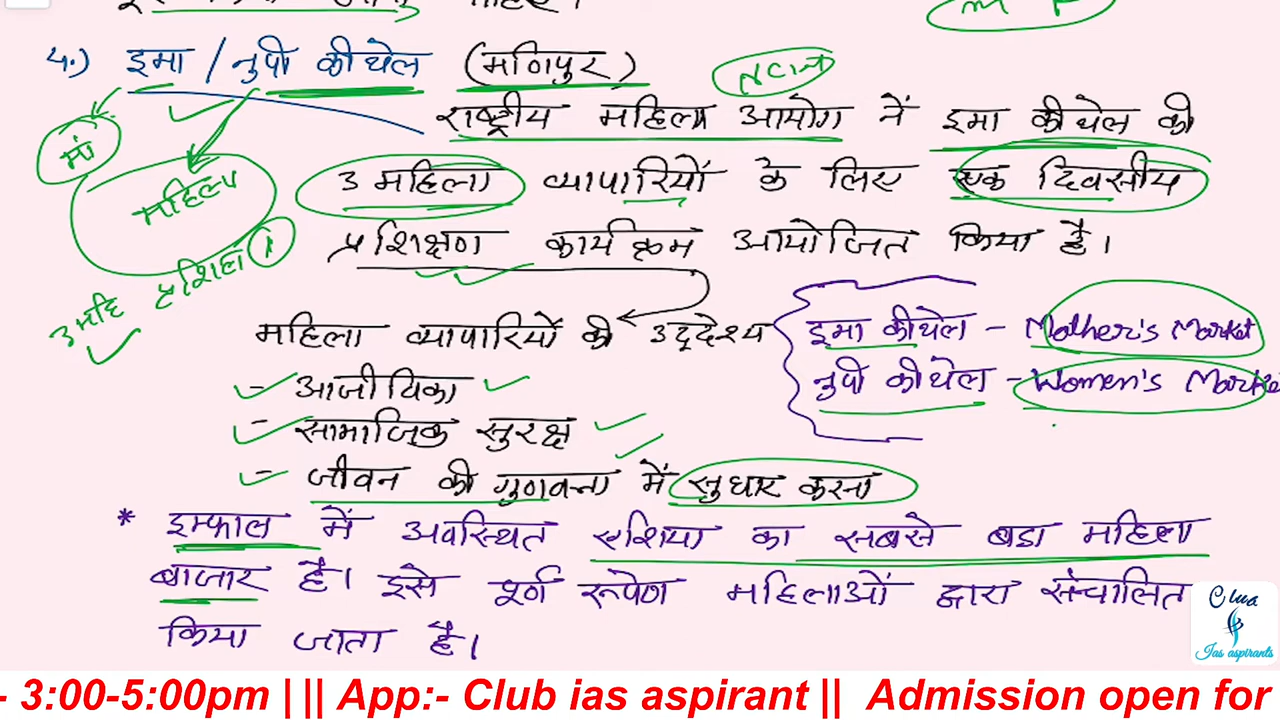 4.) इमा / नुपी कीथेल (मणिपुर)
राष्ट्रीय महिला आयोग ने इमा कीथेल की
मां
महिला
3 महिला व्यापारियों के लिए एक दिवसीय
प्रशिक्षण कार्यक्रम आयोजित किया है।
3 महि प्रशि
महिला व्यापारियों की उद्देश्य
इमा कीथेल - Mother's Market
नुपी कीथेल - Women's Market
- आजीविका
- सामाजिक सुरक्ष
- जीवन की गुणवत्ता में सुधार करना
* इम्फाल में अवस्थित एशिया का सबसे बड़ा महिला
बाजार है। इसे पूर्ण रूपेण महिलाओं द्वारा संचालित
किया जाता है।
Club
Ias aspirants
- 3:00-5:00pm | || App:- Club ias aspirant || Admission open for